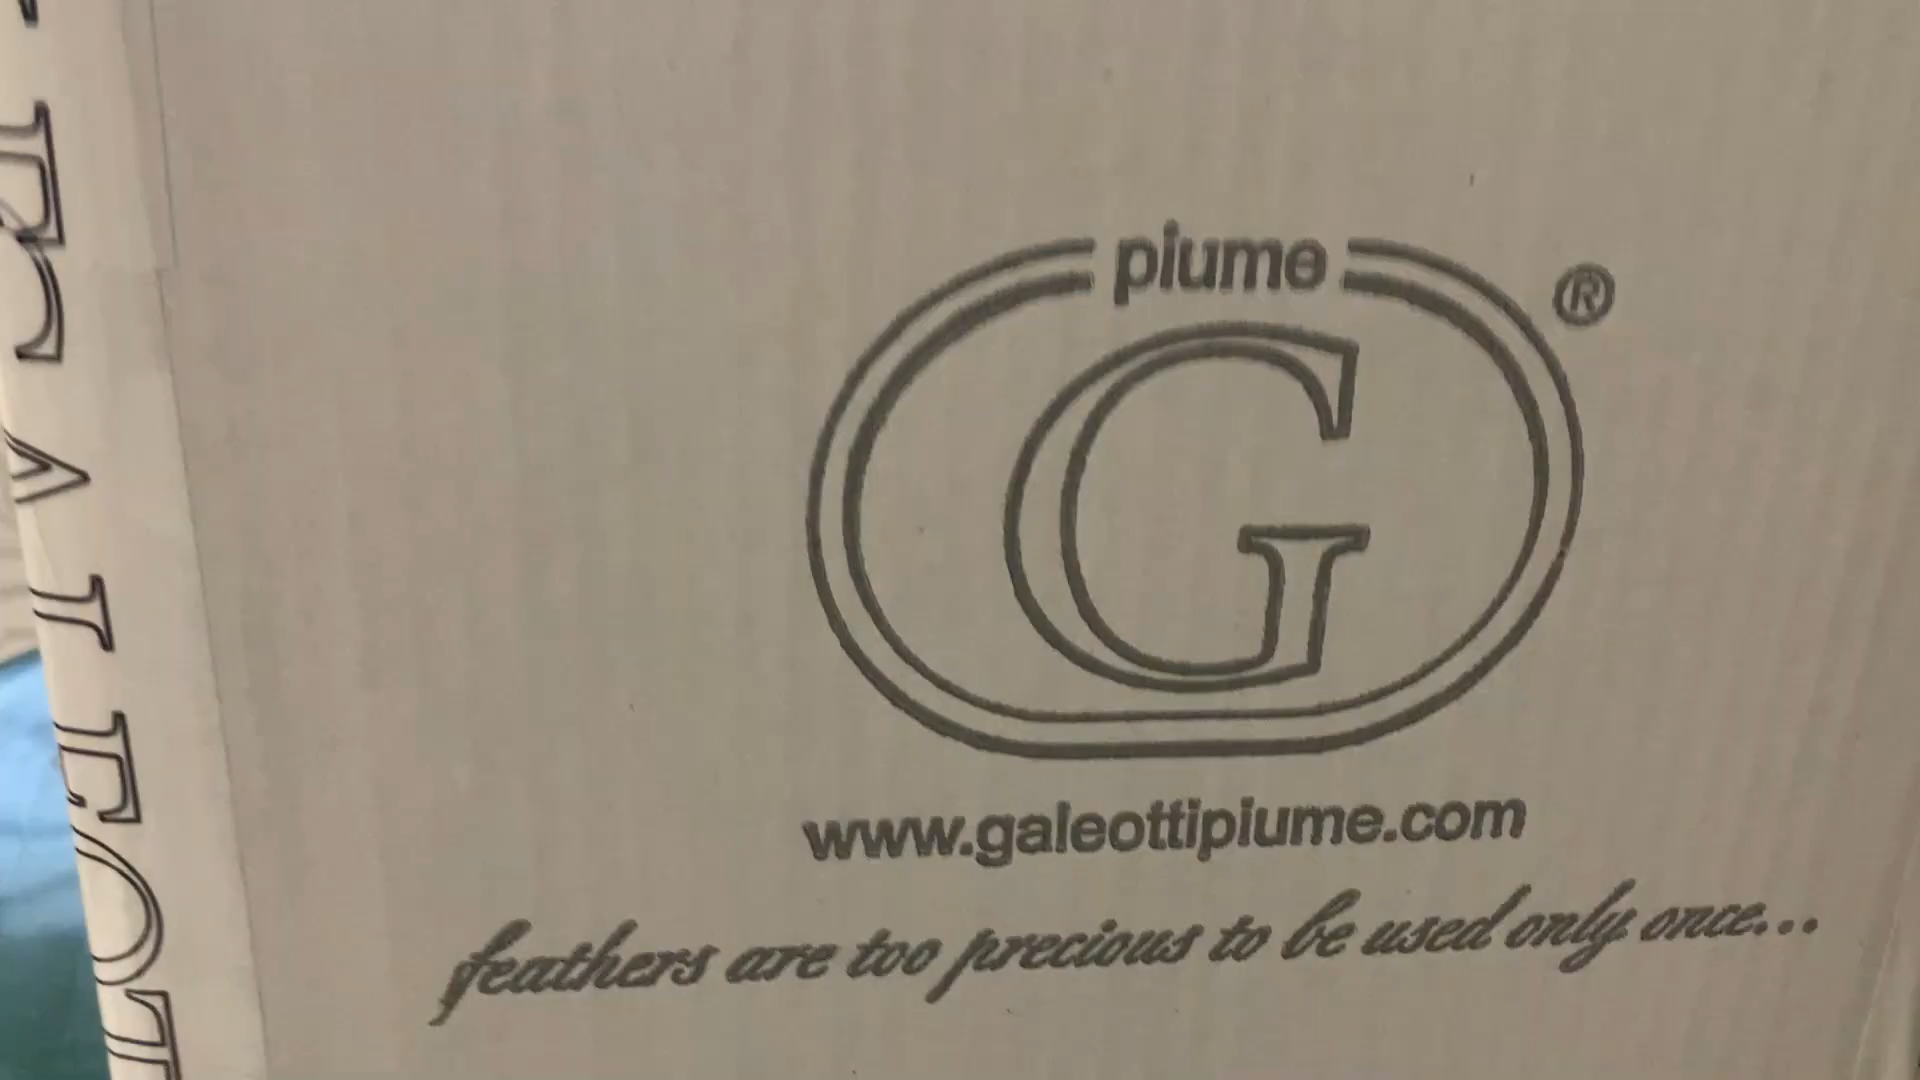 piume
®
G
www.galeottipiume.com
feathers are too precious to be used only once...